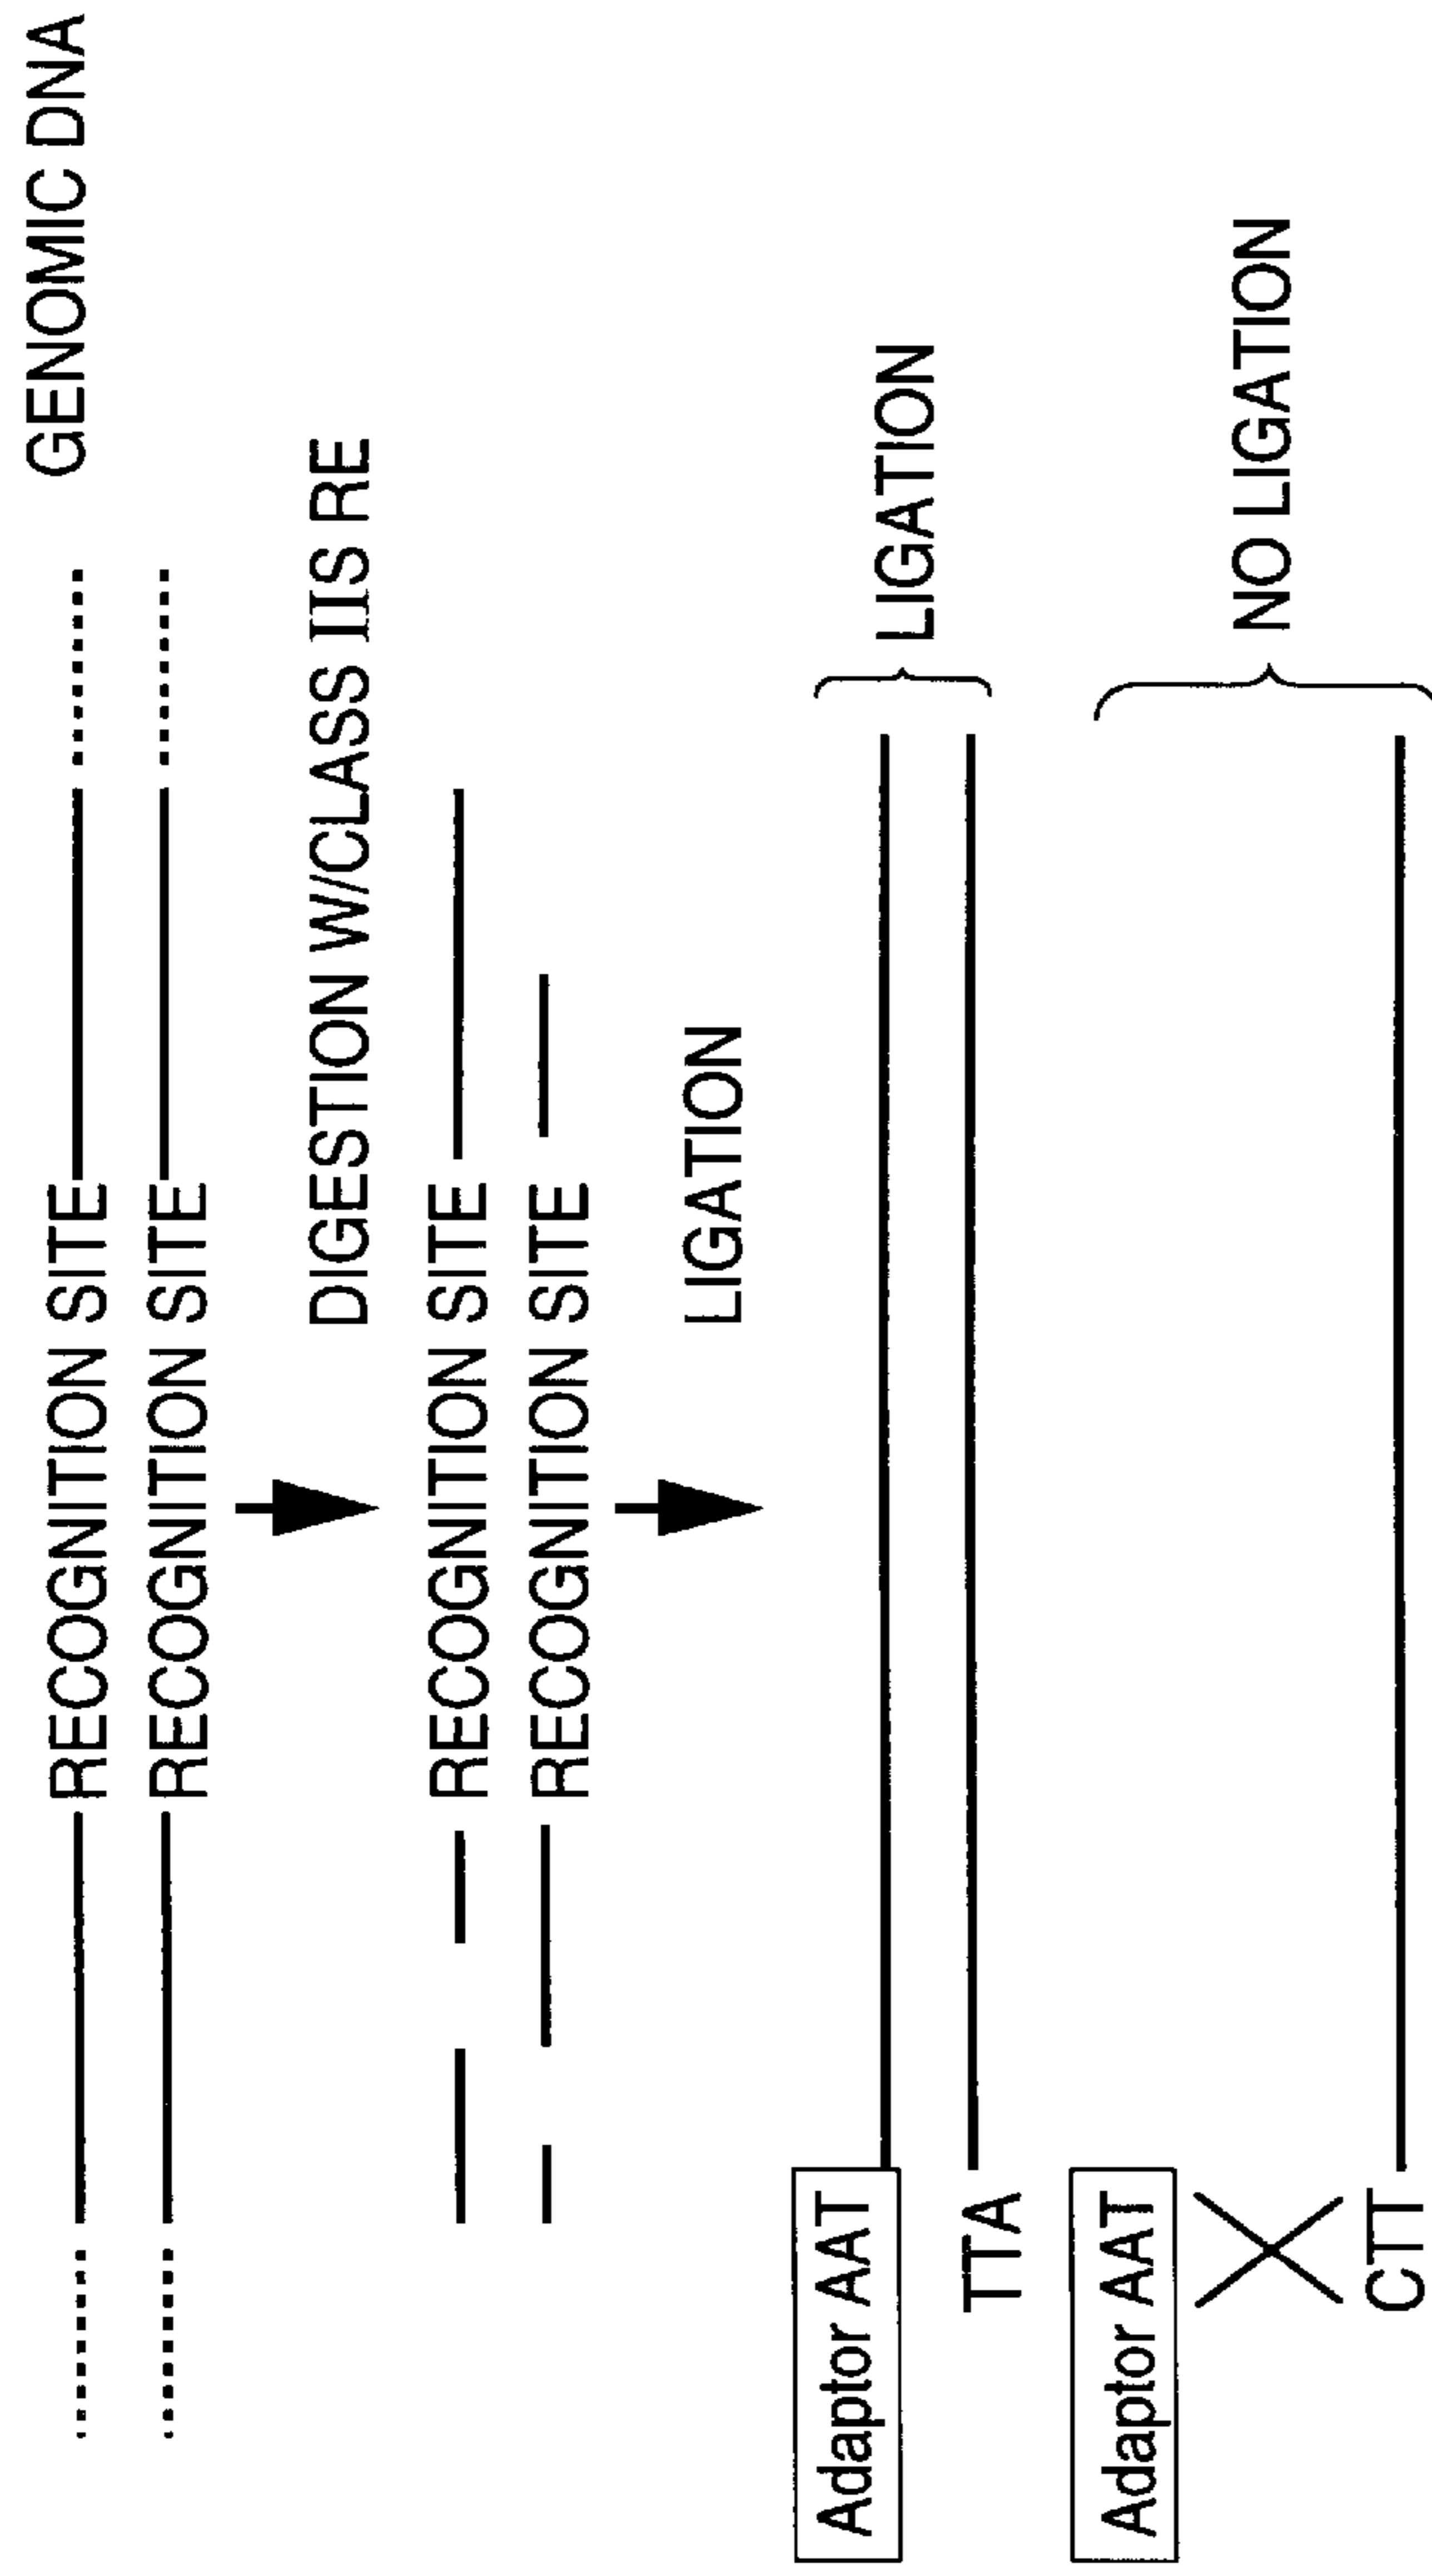 GENOMIC DNA
RECOGNITION SITE
RECOGNITION SITE
DIGESTION W/CLASS IIS RE
RECOGNITION SITE
RECOGNITION SITE
LIGATION
Adaptor AAT
TTA
LIGATION
Adaptor AAT
CTT
NO LIGATION